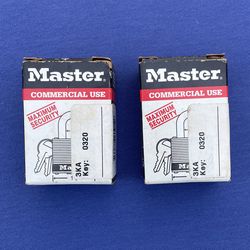 Master®
COMMERCIAL USE
MAXIMUM
SECURITY
3KA
Key: 0320
Master®
COMMERCIAL USE
MAXIMUM
SECURITY
3KA
Key: 0320